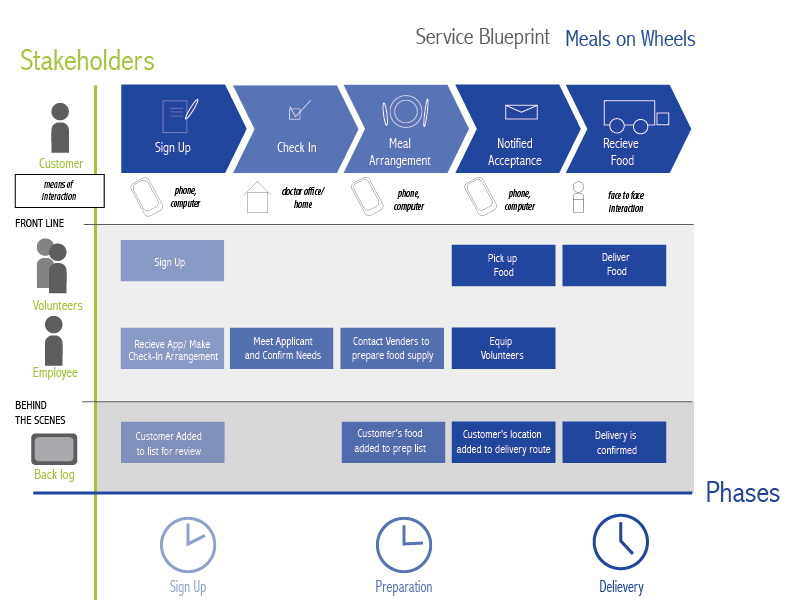 Service Blueprint Meals on Wheels
Stakeholders
Customer
Sign Up
Check In
Meal
Arrangement
Notified
Acceptance
Recieve
Food
means of
interaction
phone,
computer
doctor office/
home
phone,
computer
phone,
computer
face to face
interaction
FRONT LINE
Volunteers
Sign Up
Pick up
Food
Deliver
Food
Employee
Recieve App/ Make
Check-In Arrangement
Meet Applicant
and Confirm Needs
Contact Venders to
prepare food supply
Equip
Volunteers
BEHIND
THE SCENES
Back log
Customer Added
to list for review
Customer's food
added to prep list
Customer's location
added to delivery route
Delivery is
confirmed
Phases
Sign Up
Preparation
Delievery